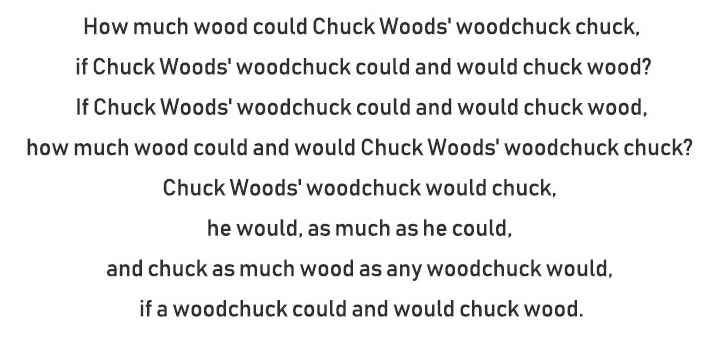 How much wood could Chuck Woods' woodchuck chuck,
if Chuck Woods' woodchuck could and would chuck wood?
If Chuck Woods' woodchuck could and would chuck wood,
how much wood could and would Chuck Woods' woodchuck chuck?
Chuck Woods' woodchuck would chuck,
he would, as much as he could,
and chuck as much wood as any woodchuck would,
if a woodchuck could and would chuck wood.